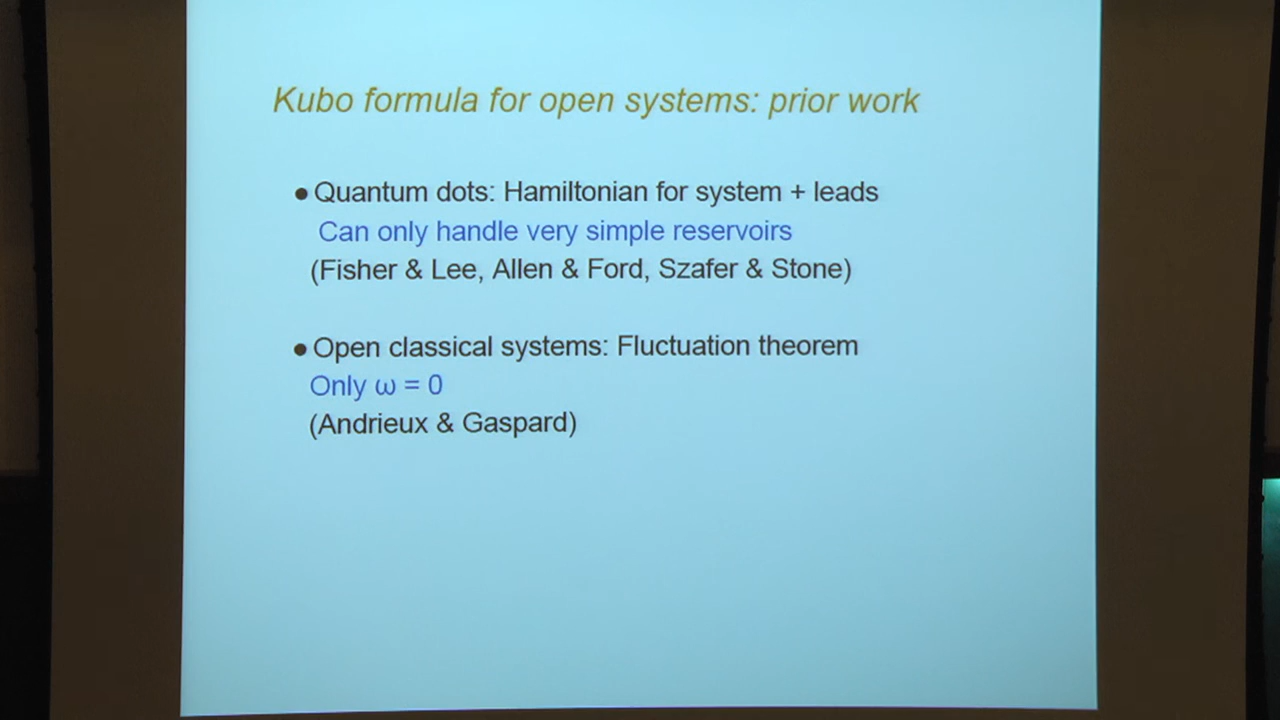 Kubo formula for open systems: prior work
● Quantum dots: Hamiltonian for system + leads
Can only handle very simple reservoirs
(Fisher & Lee, Allen & Ford, Szafer & Stone)
● Open classical systems: Fluctuation theorem
Only ω = 0
(Andrieux & Gaspard)